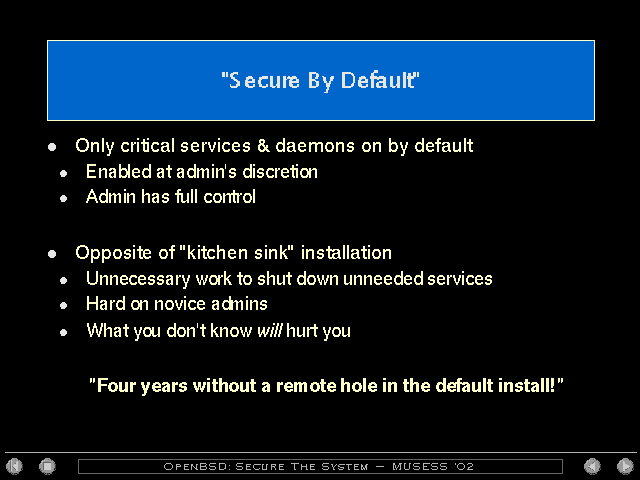 "Secure By Default"
Only critical services & daemons on by default
Enabled at admin's discretion
Admin has full control
Opposite of "kitchen sink" installation
Unnecessary work to shut down unneeded services
Hard on novice admins
What you don't know will hurt you
"Four years without a remote hole in the default install!"
OpenBSD: Secure The System – MUSESS '02